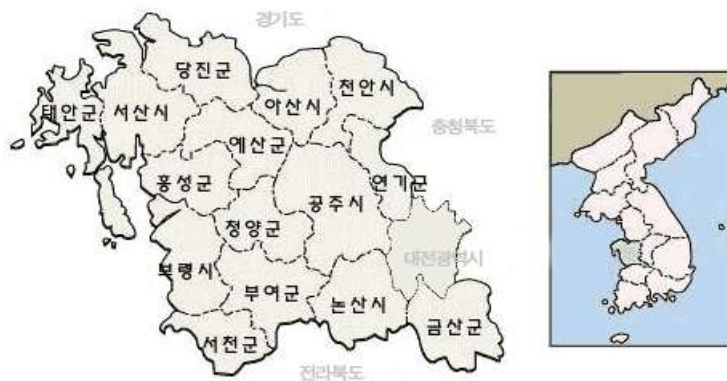 경기도
당진군
천안시
아산시
태안군
서산시
충청북도
예산군
홍성군
연기군
공주시
청양군
대전광역시
보령시
부여군
논산시
금산군
서천군
전라북도